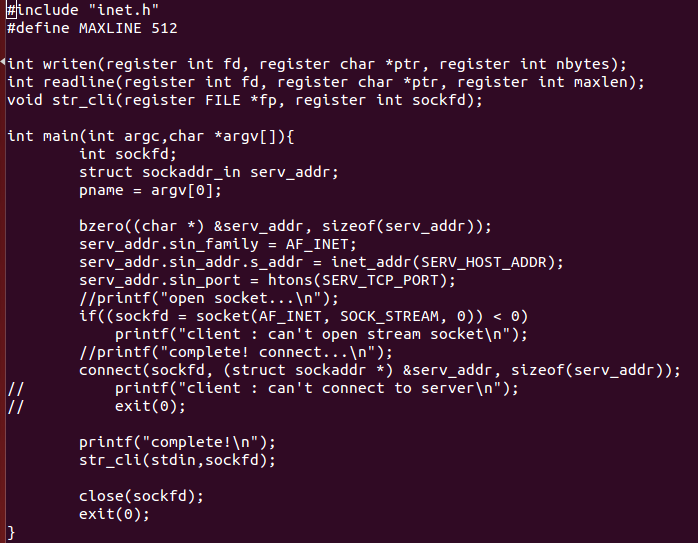 #include "inet.h"
#define MAXLINE 512
int writen(register int fd, register char *ptr, register int nbytes);
int readline(register int fd, register char *ptr, register int maxlen);
void str_cli(register FILE *fp, register int sockfd);
int main(int argc,char *argv[]){
        int sockfd;
        struct sockaddr_in serv_addr;
        pname = argv[0];
        bzero((char *) &serv_addr, sizeof(serv_addr));
        serv_addr.sin_family = AF_INET;
        serv_addr.sin_addr.s_addr = inet_addr(SERV_HOST_ADDR);
        serv_addr.sin_port = htons(SERV_TCP_PORT);
        //printf("open socket...\n");
        if((sockfd = socket(AF_INET, SOCK_STREAM, 0)) < 0)
            printf("client : can't open stream socket\n");
        //printf("complete! connect...\n");
        connect(sockfd, (struct sockaddr *) &serv_addr, sizeof(serv_addr));
//          printf("client : can't connect to server\n");
//          exit(0);
        printf("complete!\n");
        str_cli(stdin,sockfd);
        close(sockfd);
        exit(0);
}